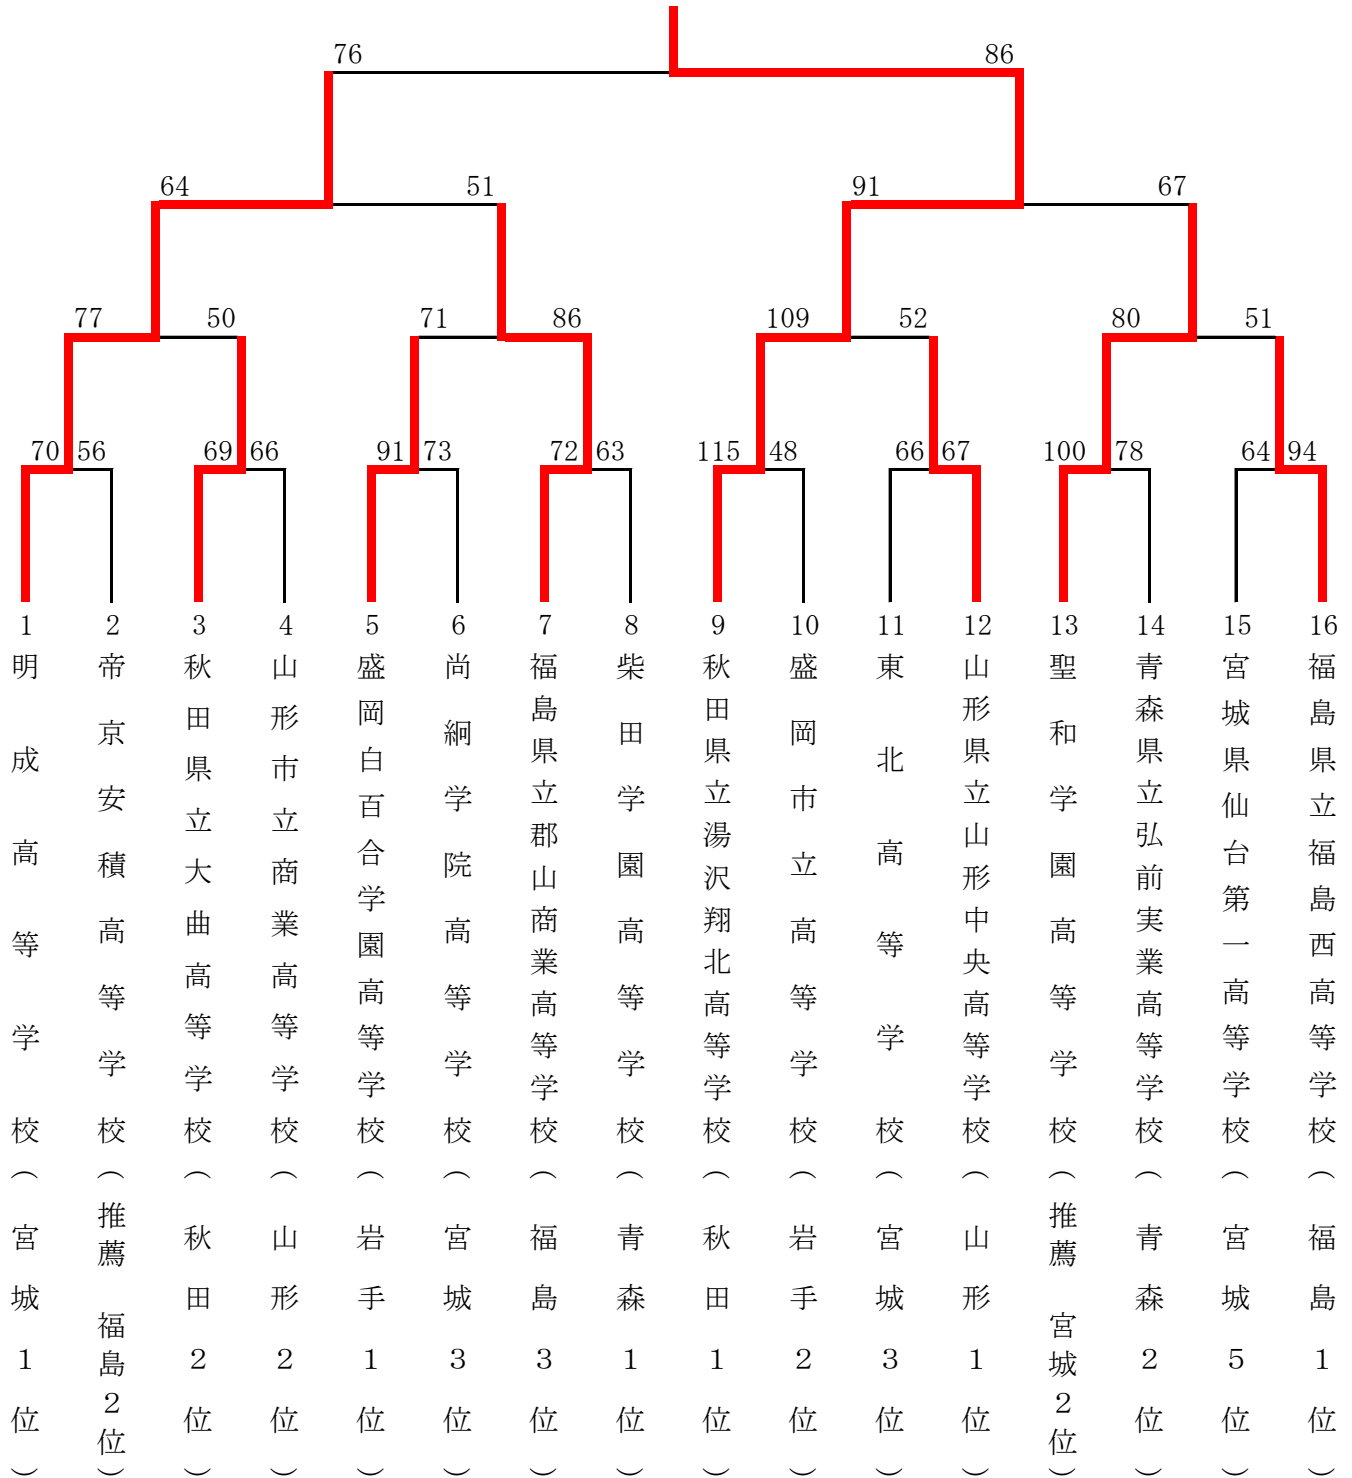 76 86
64 51 91 67
77 50 71 86 109 52 80 51
70 56 69 66 91 73 72 63 115 48 66 67 100 78 64 94
1 2 3 4 5 6 7 8 9 10 11 12 13 14 15 16
明成高等学校（宮城1位）
帝京安積高等学校（推薦 福島2位）
秋田県立大曲高等学校（秋田2位）
山形市立商業高等学校（山形2位）
盛岡白百合学園高等学校（岩手1位）
尚絅学院高等学校（宮城3位）
福島県立郡山商業高等学校（福島3位）
柴田学園高等学校（青森1位）
秋田県立湯沢翔北高等学校（秋田1位）
盛岡市立高等学校（岩手2位）
東北高等学校（宮城3位）
山形県立山形中央高等学校（山形1位）
聖和学園高等学校（推薦 宮城2位）
青森県立弘前実業高等学校（青森2位）
宮城県仙台第一高等学校（宮城5位）
福島県立福島西高等学校（福島1位）